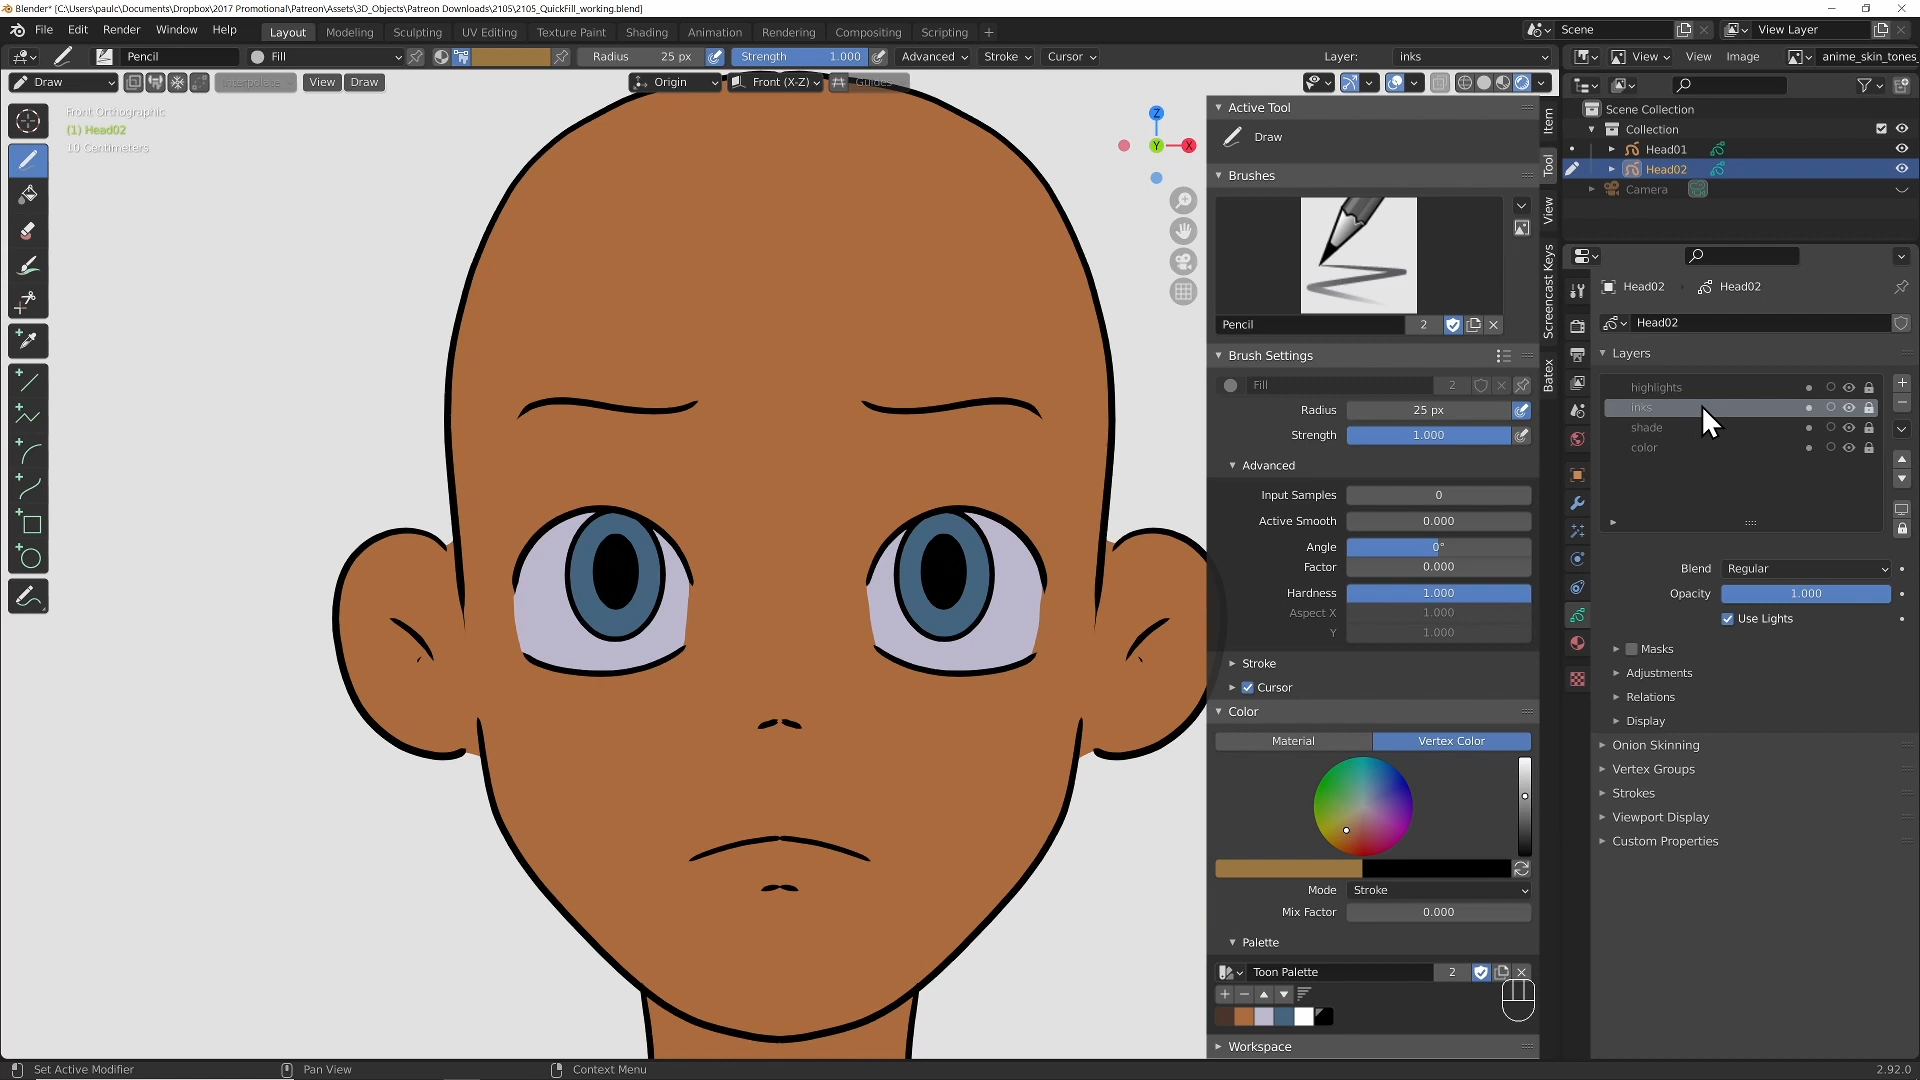 Blender* [C:\Users\paulc\Documents\Dropbox\2017 Promotional\Patreon\Assets\3D_Objects\Patreon Downloads\2105\2105_QuickFill_working.blend]
File Edit Render Window Help Layout Modeling Sculpting UV Editing Texture Paint Shading Animation Rendering Compositing Scripting + Scene View Layer
Pencil Fill Radius 25 px Strength 1.000 Advanced Stroke Cursor Layer: inks View View Image anime_skin_tones_
Draw Interpolate View Draw Origin Front (X-Z) Guides
Front Orthographic
(1) Head02
10 Centimeters
Z
Y
X
Active Tool
Draw
Brushes
Pencil 2
Brush Settings
Fill 2
Radius 25 px
Strength 1.000
Advanced
Input Samples 0
Active Smooth 0.000
Angle 0°
Factor 0.000
Hardness 1.000
Aspect X 1.000
Y 1.000
Stroke
Cursor
Color
Material Vertex Color
Mode Stroke
Mix Factor 0.000
Palette
Toon Palette 2
Workspace
Item
Tool
View
Screencast Keys
Batex
Scene Collection
Collection
Head01
Head02
Camera
Head02 Head02
Head02
Layers
highlights
inks
shade
color
Blend Regular
Opacity 1.000
Use Lights
Masks
Adjustments
Relations
Display
Onion Skinning
Vertex Groups
Strokes
Viewport Display
Custom Properties
Set Active Modifier Pan View Context Menu 2.92.0